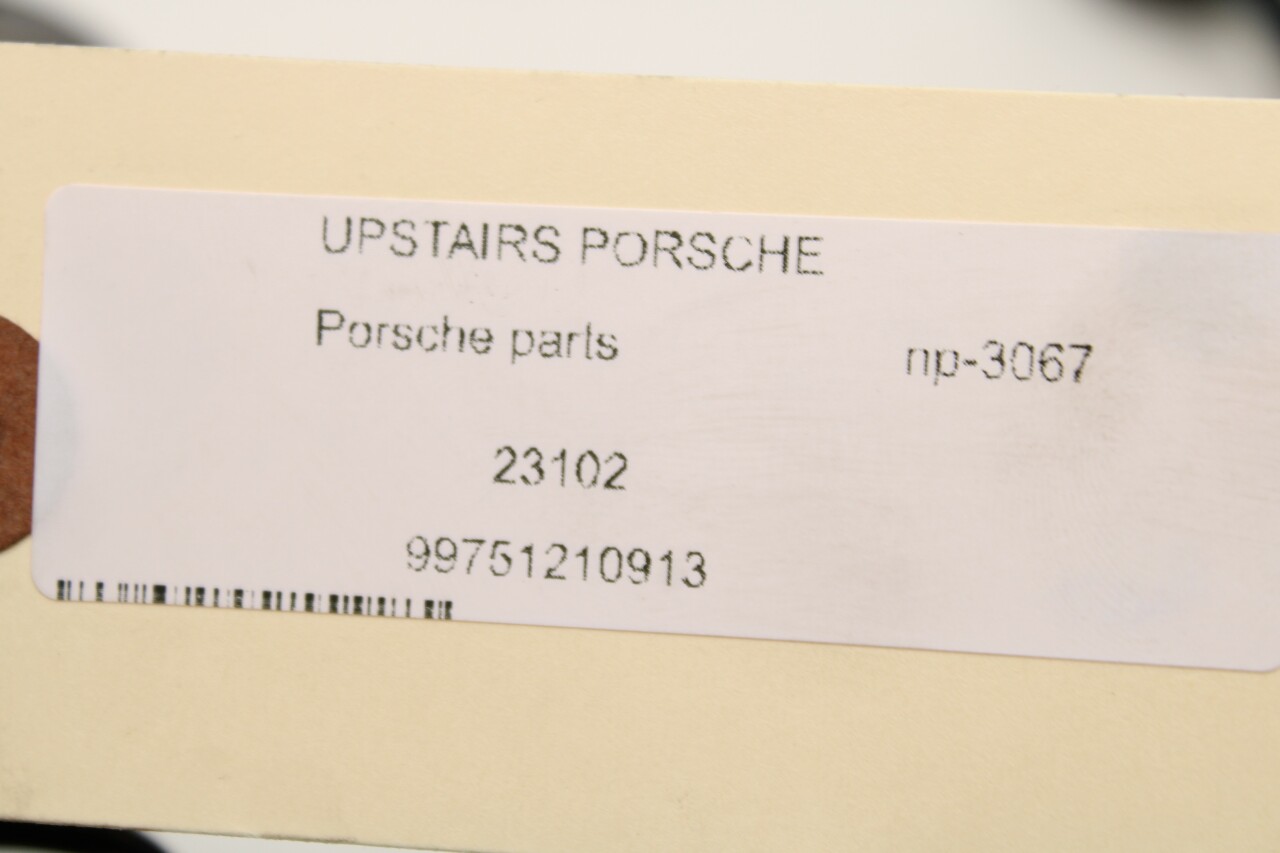 UPSTAIRS PORSCHE
Porsche parts np-3067
23102
99751210913